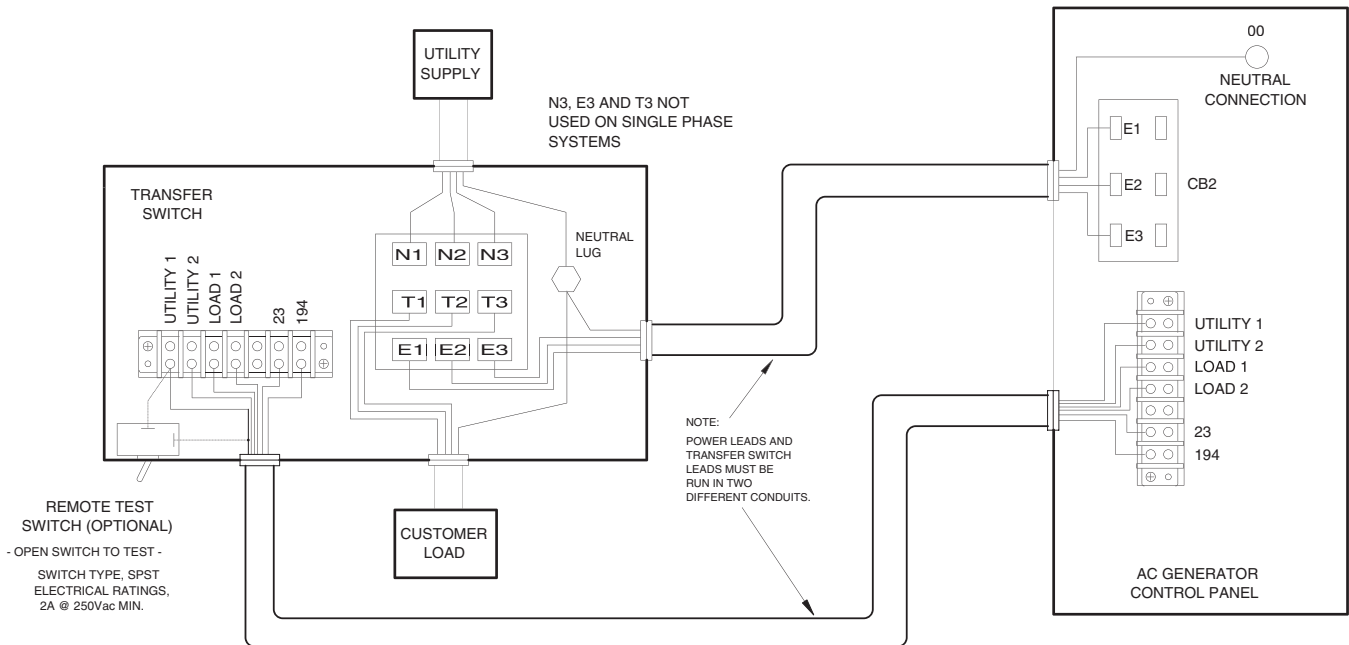 UTILITY
SUPPLY
N3, E3 AND T3 NOT
USED ON SINGLE PHASE
SYSTEMS
TRANSFER
SWITCH
UTILITY 1
UTILITY 2
LOAD 1
LOAD 2
23
194
N1 N2 N3
T1 T2 T3
E1 E2 E3
NEUTRAL
LUG
REMOTE TEST
SWITCH (OPTIONAL)
- OPEN SWITCH TO TEST -
SWITCH TYPE, SPST
ELECTRICAL RATINGS,
2A @ 250Vac MIN.
CUSTOMER
LOAD
NOTE:
POWER LEADS AND
TRANSFER SWITCH
LEADS MUST BE
RUN IN TWO
DIFFERENT CONDUITS.
00
NEUTRAL
CONNECTION
E1
E2
E3
CB2
UTILITY 1
UTILITY 2
LOAD 1
LOAD 2
23
194
AC GENERATOR
CONTROL PANEL